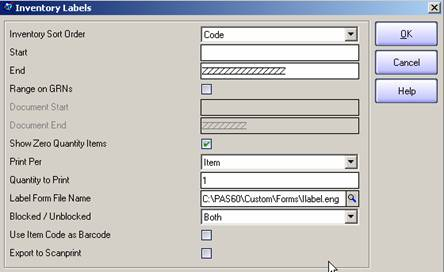 Inventory Labels
Inventory Sort Order Code OK
Start
End ZZZZZZZZZZZZZZZ Cancel
Range on GRNs Help
Document Start
Document End ZZZZZZZZ
Show Zero Quantity Items
Print Per Item
Quantity to Print 1
Label Form File Name C:\PAS60\Custom\Forms\Ilabel.eng
Blocked / Unblocked Both
Use Item Code as Barcode
Export to Scanprint